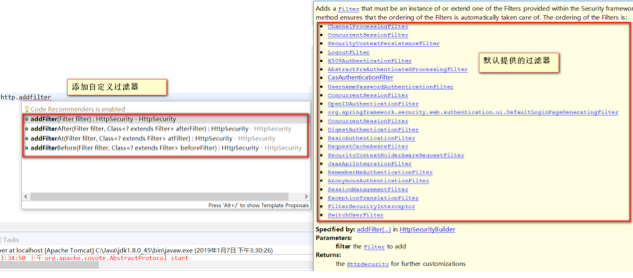 添加自定义过滤器
http.addfilter
Code Recommenders is enabled
addFilter(Filter filter) : HttpSecurity - HttpSecurity
addFilterAfter(Filter filter, Class<? extends Filter> afterFilter) : HttpSecurity - HttpSecurity
addFilterAt(Filter filter, Class<? extends Filter> atFilter) : HttpSecurity - HttpSecurity
addFilterBefore(Filter filter, Class<? extends Filter> beforeFilter) : HttpSecurity - HttpSecurity
Press 'Alt+/' to show Template Proposals
Tasks
ver at localhost [Apache Tomcat] C:\Java\jdk1.8.0_45\bin\javaw.exe (2019年1月7日 下午3:30:26)
3:34:50 下午 org.apache.coyote.AbstractProtocol start
Adds a Filter that must be an instance of or extend one of the Filters provided within the Security framework
method ensures that the ordering of the Filters is automatically taken care of. The ordering of the Filters is:
ChannelProcessingFilter
ConcurrentSessionFilter
SecurityContextPersistenceFilter
LogoutFilter
X509AuthenticationFilter
AbstractPreAuthenticatedProcessingFilter
CasAuthenticationFilter
UsernamePasswordAuthenticationFilter
ConcurrentSessionFilter
OpenIDAuthenticationFilter
org.springframework.security.web.authentication.ui.DefaultLoginPageGeneratingFilter
ConcurrentSessionFilter
DigestAuthenticationFilter
BasicAuthenticationFilter
RequestCacheAwareFilter
SecurityContextHolderAwareRequestFilter
JaasApiIntegrationFilter
RememberMeAuthenticationFilter
AnonymousAuthenticationFilter
SessionManagementFilter
ExceptionTranslationFilter
FilterSecurityInterceptor
SwitchUserFilter
默认提供的过滤器
Specified by: addFilter(...) in HttpSecurityBuilder
Parameters:
filter the Filter to add
Returns:
the HttpSecurity for further customizations